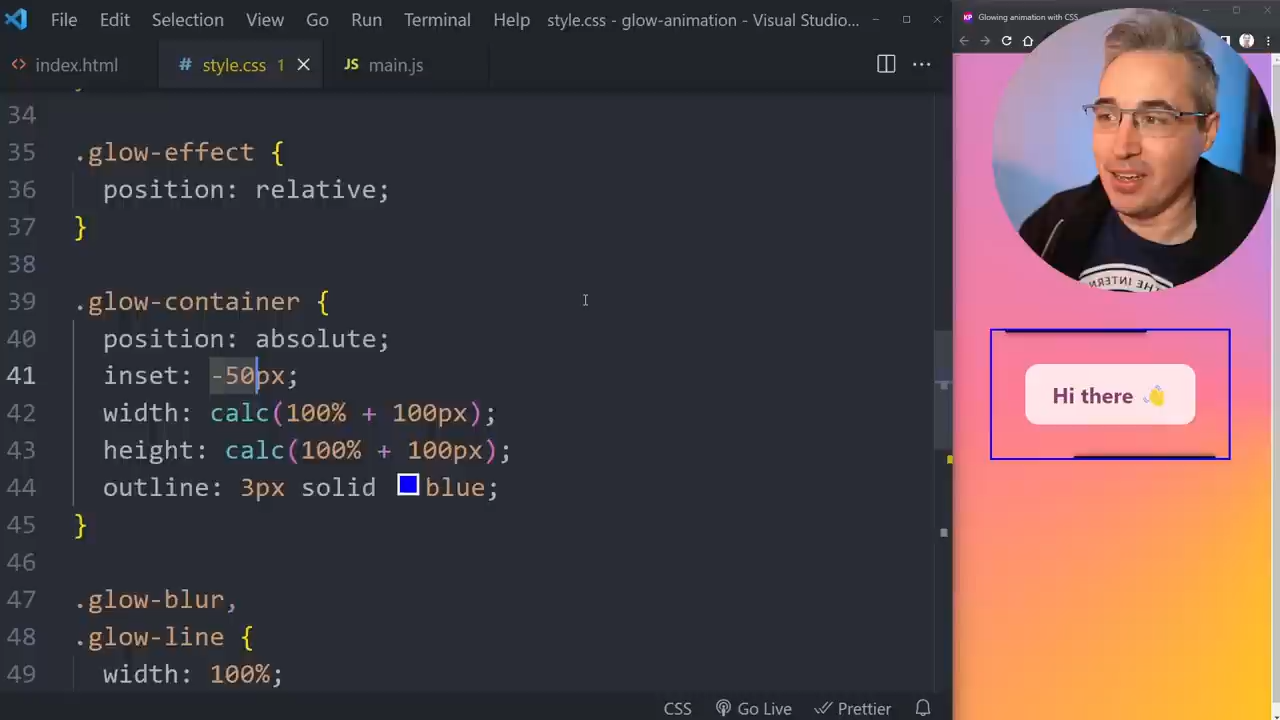 File Edit Selection View Go Run Terminal Help style.css - glow-animation - Visual Studio...
KP Glowing animation with CSS
index.html
# style.css 1
JS main.js
34
35 .glow-effect {
36 position: relative;
37 }
38
39 .glow-container {
40 position: absolute;
41 inset: -50px;
42 width: calc(100% + 100px);
43 height: calc(100% + 100px);
44 outline: 3px solid blue;
45 }
46
47 .glow-blur,
48 .glow-line {
49 width: 100%;
Hi there 👋
CSS Go Live Prettier